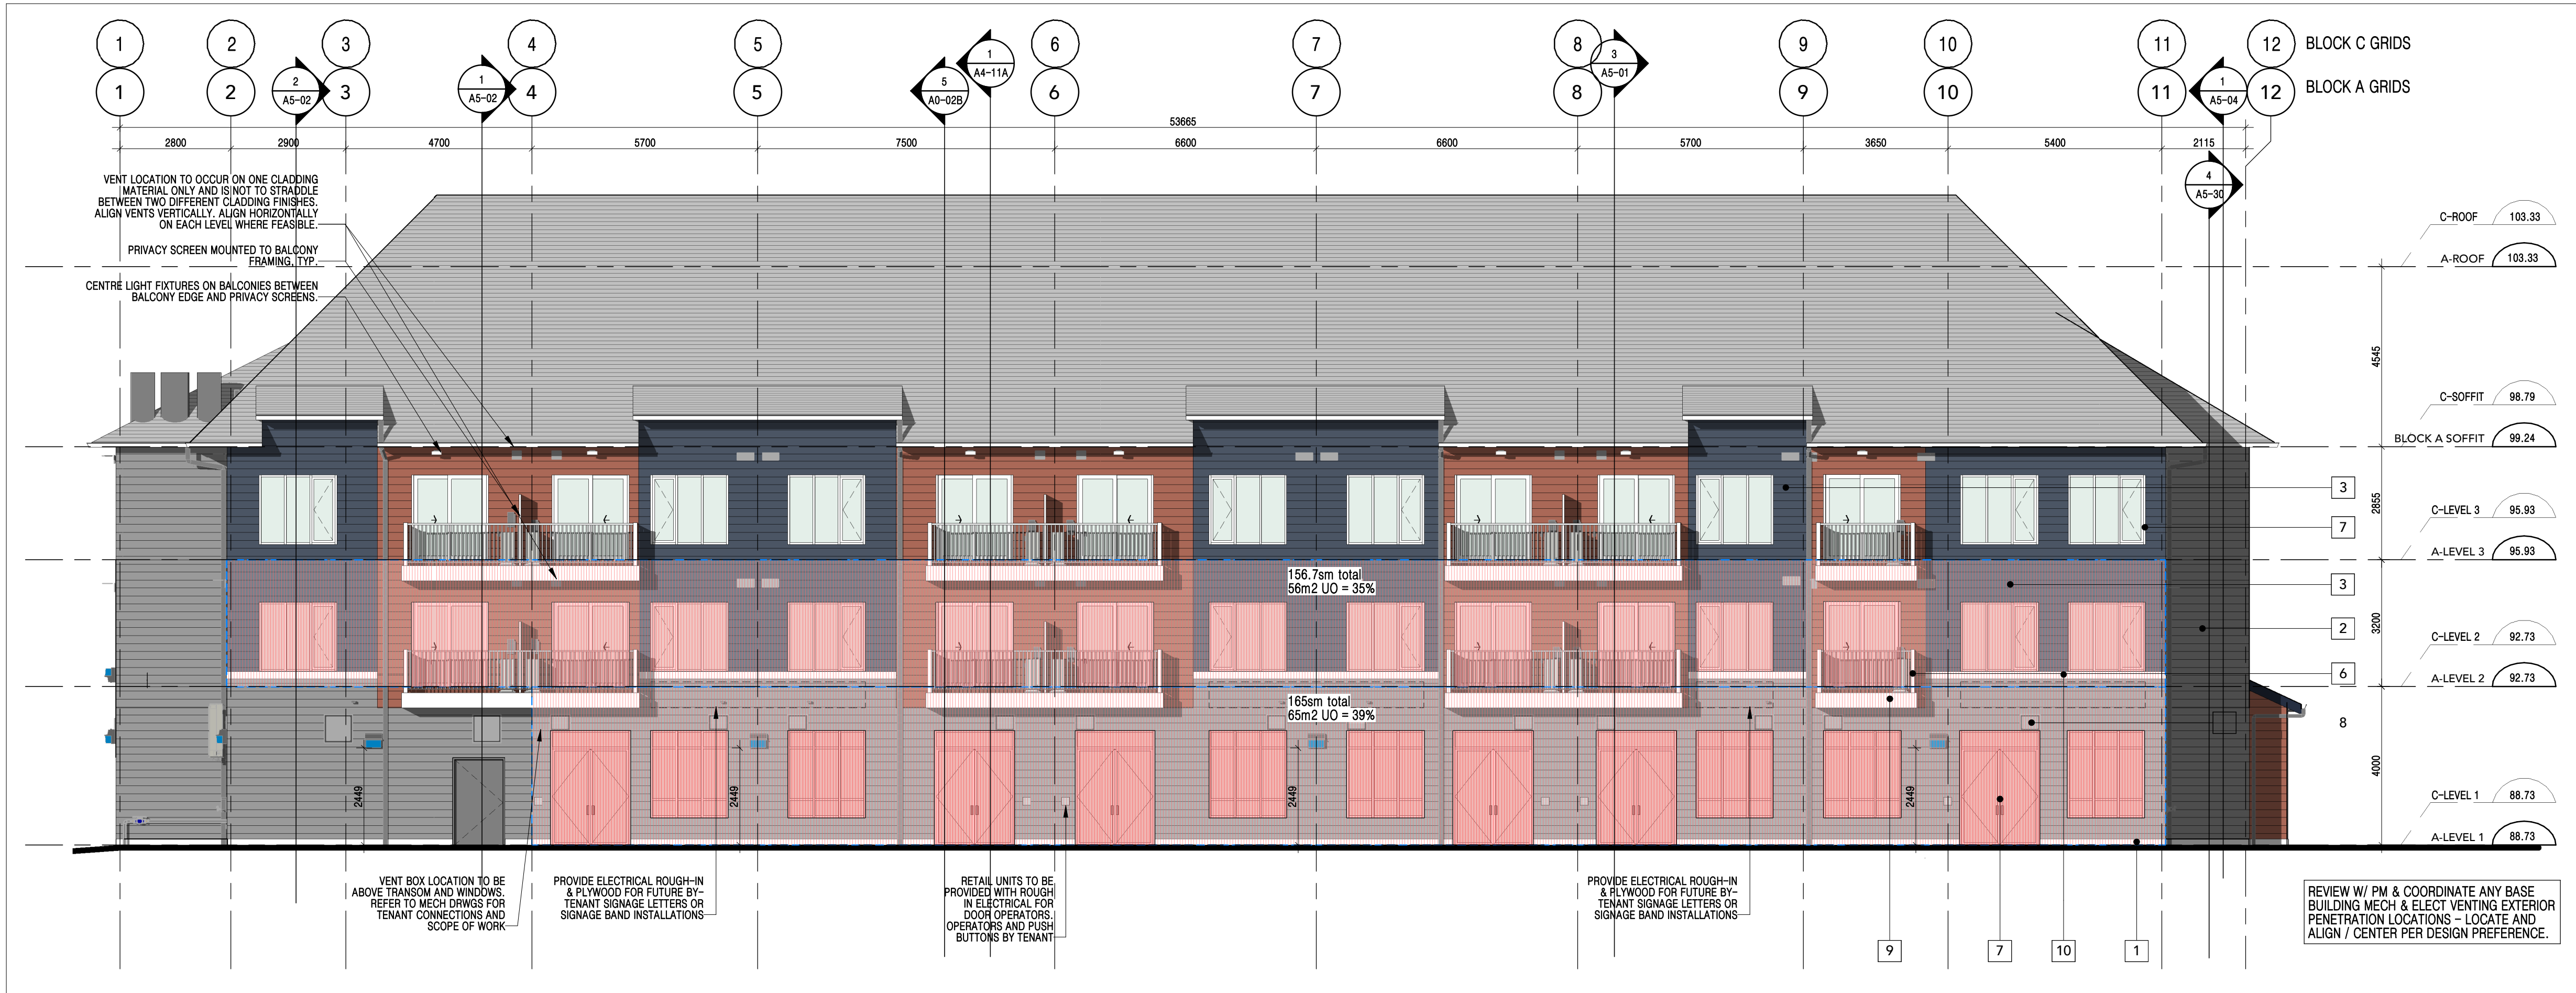 1
2
3
4
5
6
7
8
9
10
11
12
BLOCK C GRIDS
1
2
3
4
5
6
7
8
9
10
11
12
BLOCK A GRIDS
2
A5-02
1
A5-02
5
A0-02B
1
A4-11A
3
A5-01
1
A5-04
4
A5-30
53665
2800
2900
4700
5700
7500
6600
6600
5700
3650
5400
2115
VENT LOCATION TO OCCUR ON ONE CLADDING
MATERIAL ONLY AND IS NOT TO STRADDLE
BETWEEN TWO DIFFERENT CLADDING FINISHES.
ALIGN VENTS VERTICALLY. ALIGN HORIZONTALLY
ON EACH LEVEL WHERE FEASIBLE.
PRIVACY SCREEN MOUNTED TO BALCONY
FRAMING, TYP.
CENTRE LIGHT FIXTURES ON BALCONIES BETWEEN
BALCONY EDGE AND PRIVACY SCREENS.
C-ROOF 103.33
A-ROOF 103.33
4545
C-SOFFIT 98.79
BLOCK A SOFFIT 99.24
2855
C-LEVEL 3 95.93
A-LEVEL 3 95.93
3200
C-LEVEL 2 92.73
A-LEVEL 2 92.73
4000
C-LEVEL 1 88.73
A-LEVEL 1 88.73
3
7
3
2
6
8
156.7sm total
56m2 UO = 35%
165sm total
65m2 UO = 39%
2449
2449
2449
2449
VENT BOX LOCATION TO BE
ABOVE TRANSOM AND WINDOWS.
REFER TO MECH DRWGS FOR
TENANT CONNECTIONS AND
SCOPE OF WORK
PROVIDE ELECTRICAL ROUGH-IN
& PLYWOOD FOR FUTURE BY-
TENANT SIGNAGE LETTERS OR
SIGNAGE BAND INSTALLATIONS
RETAIL UNITS TO BE
PROVIDED WITH ROUGH
IN ELECTRICAL FOR
DOOR OPERATORS.
OPERATORS AND PUSH
BUTTONS BY TENANT
PROVIDE ELECTRICAL ROUGH-IN
& PLYWOOD FOR FUTURE BY-
TENANT SIGNAGE LETTERS OR
SIGNAGE BAND INSTALLATIONS
9
7
10
1
REVIEW W/ PM & COORDINATE ANY BASE
BUILDING MECH & ELECT VENTING EXTERIOR
PENETRATION LOCATIONS - LOCATE AND
ALIGN / CENTER PER DESIGN PREFERENCE.